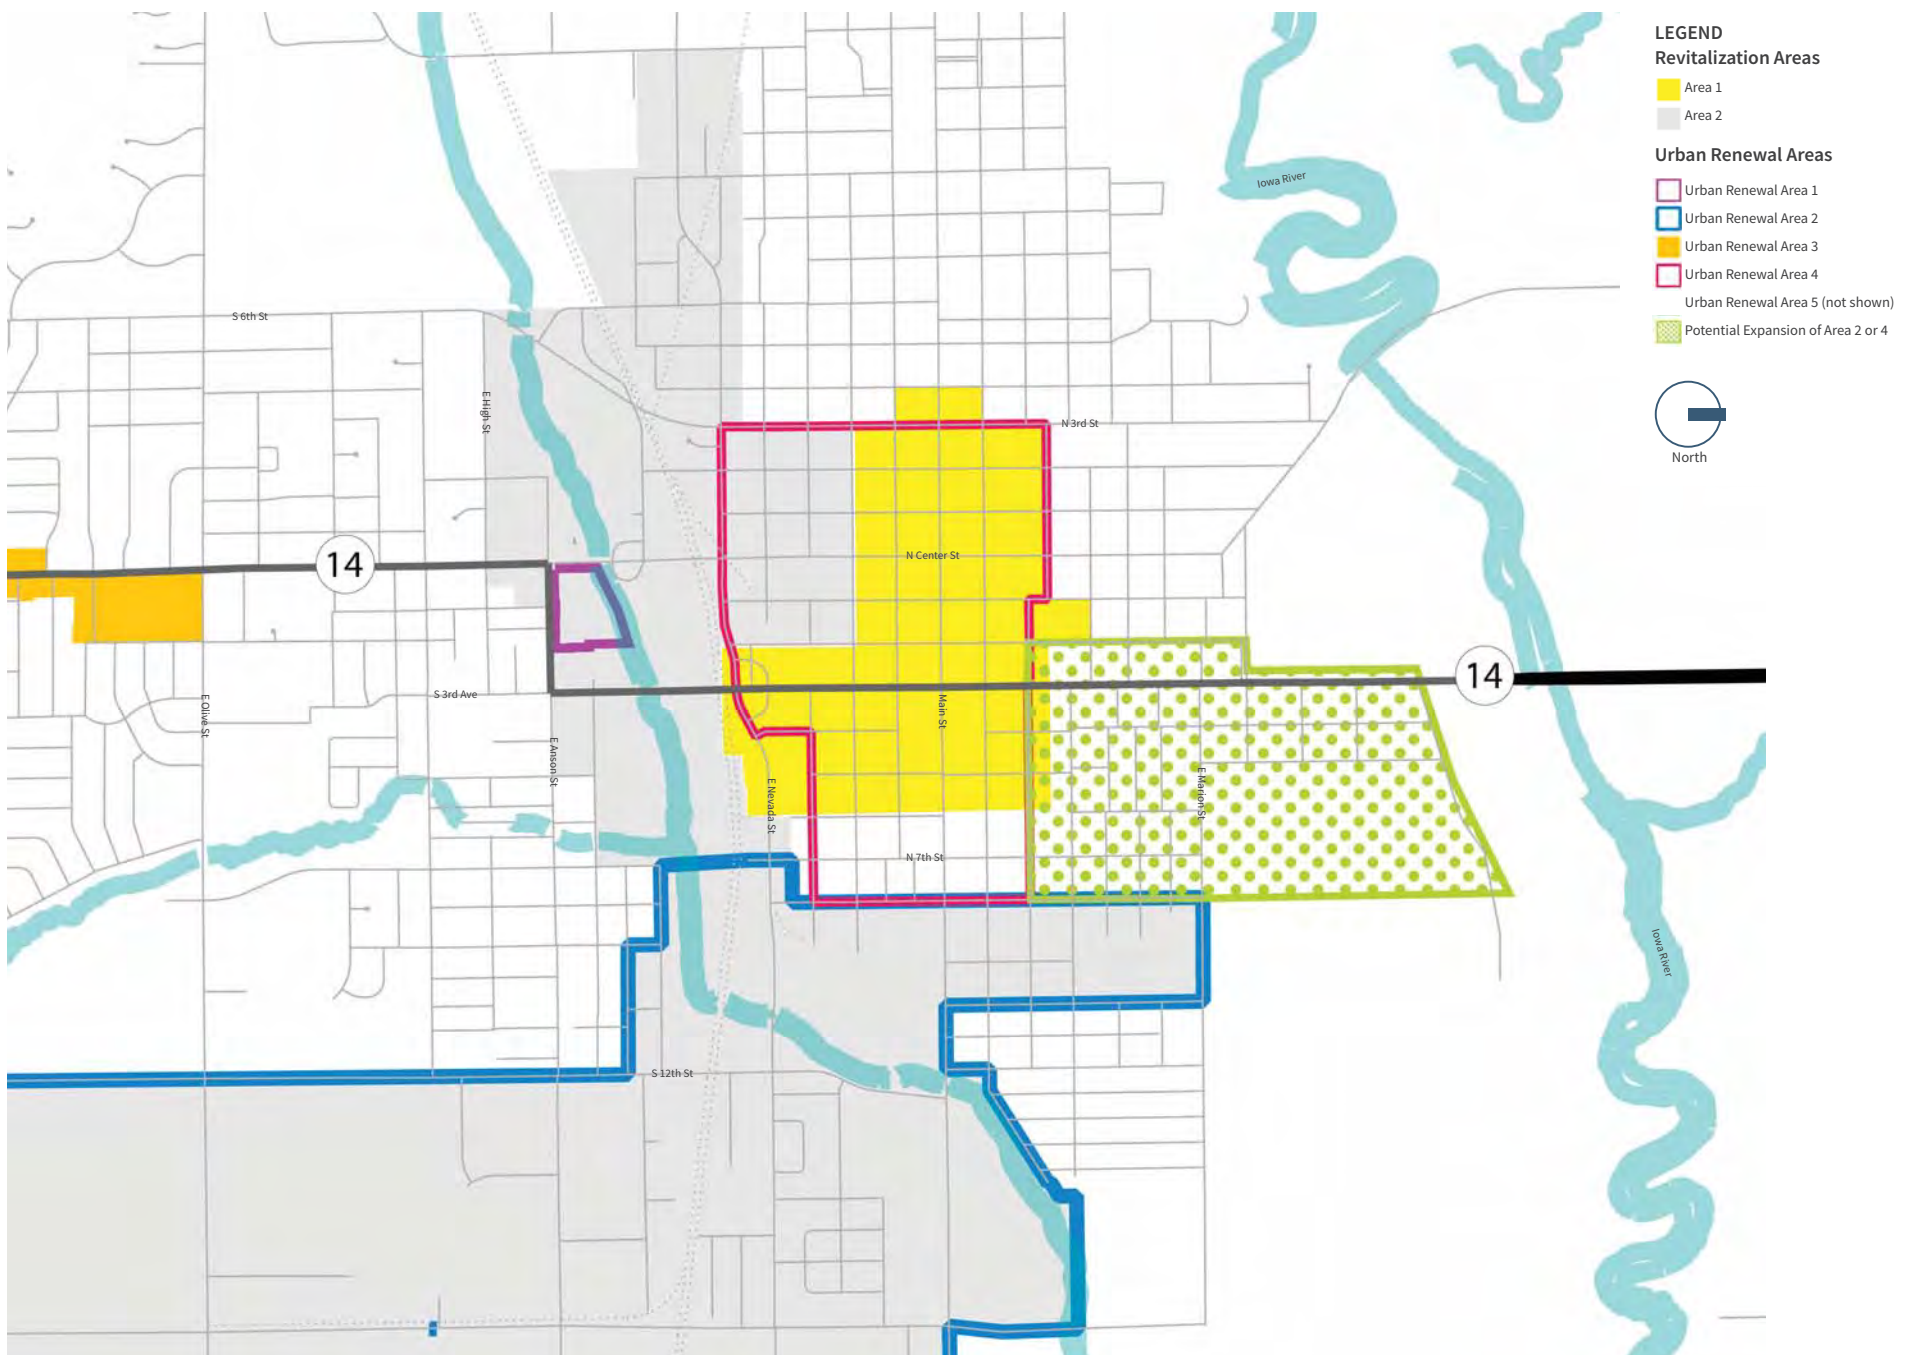 LEGEND
Revitalization Areas
Area 1
Area 2
Urban Renewal Areas
Urban Renewal Area 1
Urban Renewal Area 2
Urban Renewal Area 3
Urban Renewal Area 4
Urban Renewal Area 5 (not shown)
Potential Expansion of Area 2 or 4
North
Iowa River
S 6th St
E High St
N 3rd St
N Center St
14
14
S 3rd Ave
E Olive St
Main St
E Anson St
E Nevada St
E Marion St
N 7th St
Iowa River
S 12th St